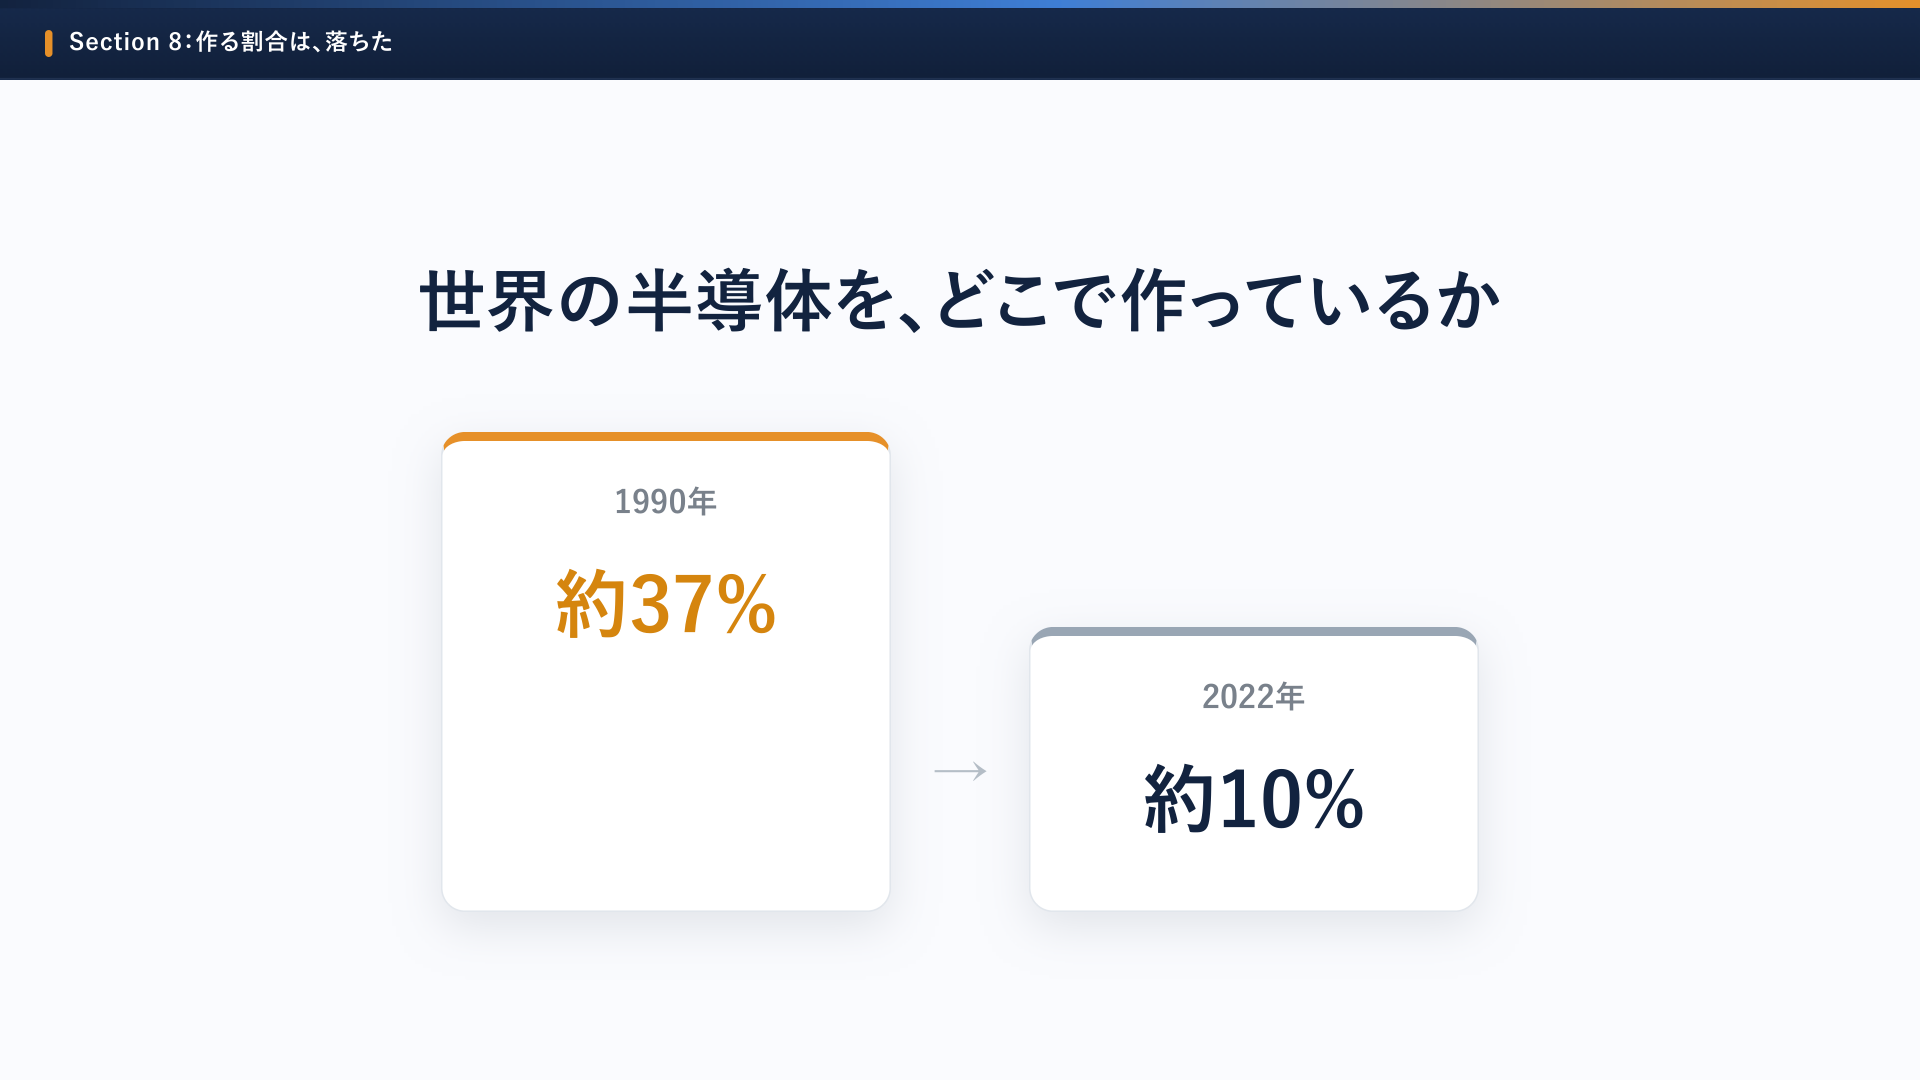 Section 8：作る割合は、落ちた
世界の半導体を、どこで作っているか
1990年
約37%
→
2022年
約10%